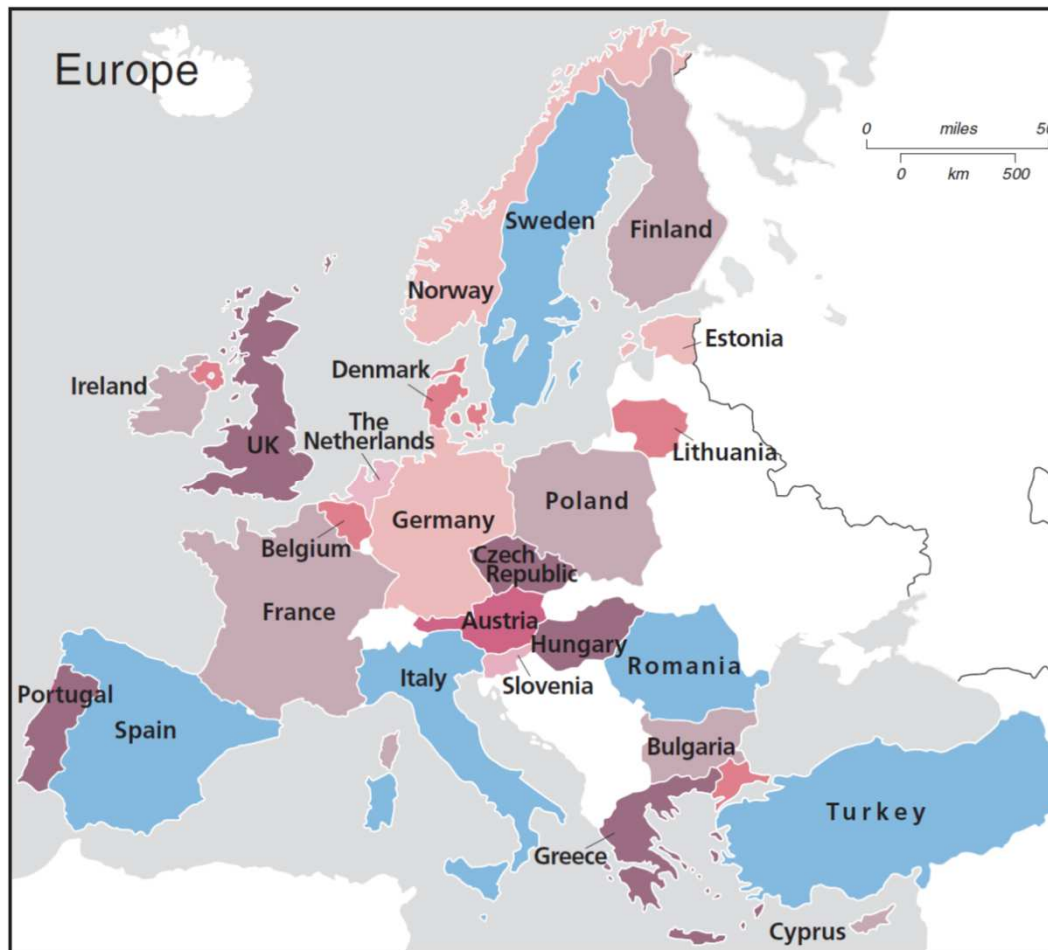 Europe
0 miles 50
0 km 500
Sweden
Finland
Norway
Estonia
Denmark
Ireland
The
Netherlands
UK
Lithuania
Poland
Germany
Belgium
Czech
Republic
France
Austria
Hungary
Romania
Italy
Slovenia
Portugal
Spain
Bulgaria
Turkey
Greece
Cyprus